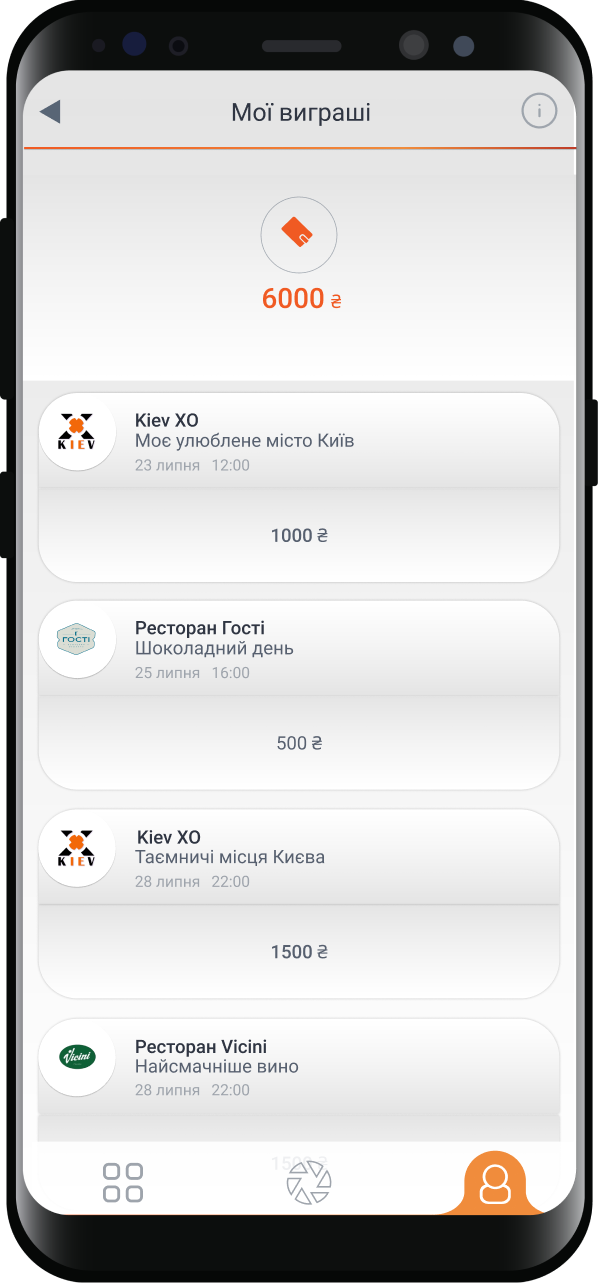 Мої виграші
i
6000 ₴
KIEV
Kiev XO
Моє улюблене місто Київ
23 липня 12:00
1000 ₴
ГОСТІ
Ресторан Гості
Шоколадний день
25 липня 16:00
500 ₴
KIEV
Kiev XO
Таємничі місця Києва
28 липня 22:00
1500 ₴
Vicini
Ресторан Vicini
Найсмачніше вино
28 липня 22:00
1500 ₴